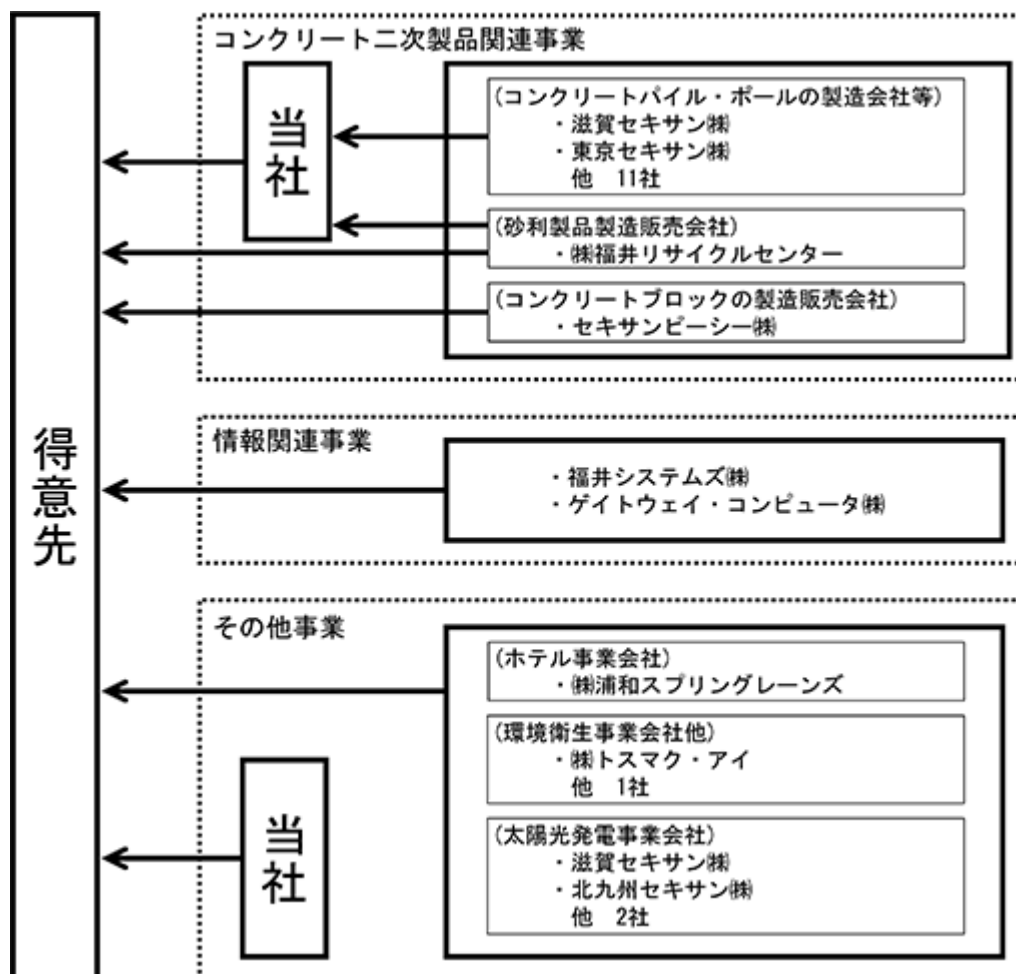 得意先
コンクリート二次製品関連事業
当社
(コンクリートパイル・ポールの製造会社等)
・滋賀セキサン㈱
・東京セキサン㈱
他 11社
(砂利製品製造販売会社)
・㈱福井リサイクルセンター
(コンクリートブロックの製造販売会社)
・セキサンピーシー㈱
情報関連事業
・福井システムズ㈱
・ゲイトウェイ・コンピュータ㈱
その他事業
当社
(ホテル事業会社)
・㈱浦和スプリングレーンズ
(環境衛生事業会社他)
・㈱トスマク・アイ
他 1社
(太陽光発電事業会社)
・滋賀セキサン㈱
・北九州セキサン㈱
他 2社